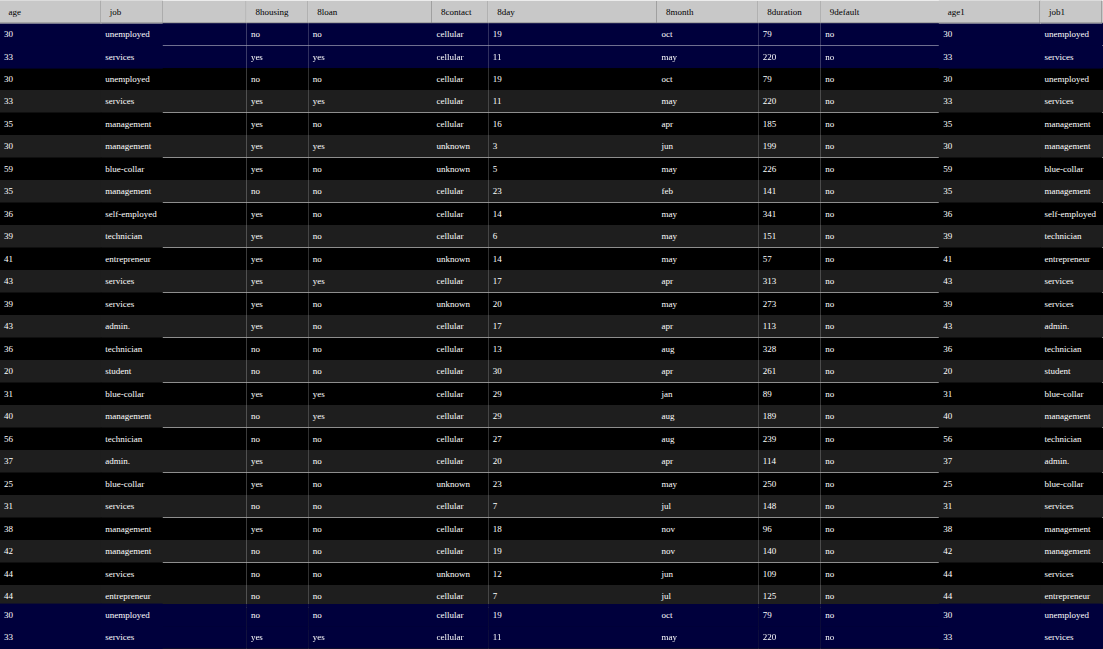 age job 8housing 8loan 8contact 8day 8month 8duration 9default age1 job1
30 unemployed no no cellular 19 oct 79 no 30 unemployed
33 services yes yes cellular 11 may 220 no 33 services
30 unemployed no no cellular 19 oct 79 no 30 unemployed
33 services yes yes cellular 11 may 220 no 33 services
35 management yes no cellular 16 apr 185 no 35 management
30 management yes yes unknown 3 jun 199 no 30 management
59 blue-collar yes no unknown 5 may 226 no 59 blue-collar
35 management no no cellular 23 feb 141 no 35 management
36 self-employed yes no cellular 14 may 341 no 36 self-employed
39 technician yes no cellular 6 may 151 no 39 technician
41 entrepreneur yes no unknown 14 may 57 no 41 entrepreneur
43 services yes yes cellular 17 apr 313 no 43 services
39 services yes no unknown 20 may 273 no 39 services
43 admin. yes no cellular 17 apr 113 no 43 admin.
36 technician no no cellular 13 aug 328 no 36 technician
20 student no no cellular 30 apr 261 no 20 student
31 blue-collar yes yes cellular 29 jan 89 no 31 blue-collar
40 management no yes cellular 29 aug 189 no 40 management
56 technician no no cellular 27 aug 239 no 56 technician
37 admin. yes no cellular 20 apr 114 no 37 admin.
25 blue-collar yes no unknown 23 may 250 no 25 blue-collar
31 services no no cellular 7 jul 148 no 31 services
38 management yes no cellular 18 nov 96 no 38 management
42 management no no cellular 19 nov 140 no 42 management
44 services no no unknown 12 jun 109 no 44 services
44 entrepreneur no no cellular 7 jul 125 no 44 entrepreneur
30 unemployed no no cellular 19 oct 79 no 30 unemployed
33 services yes yes cellular 11 may 220 no 33 services